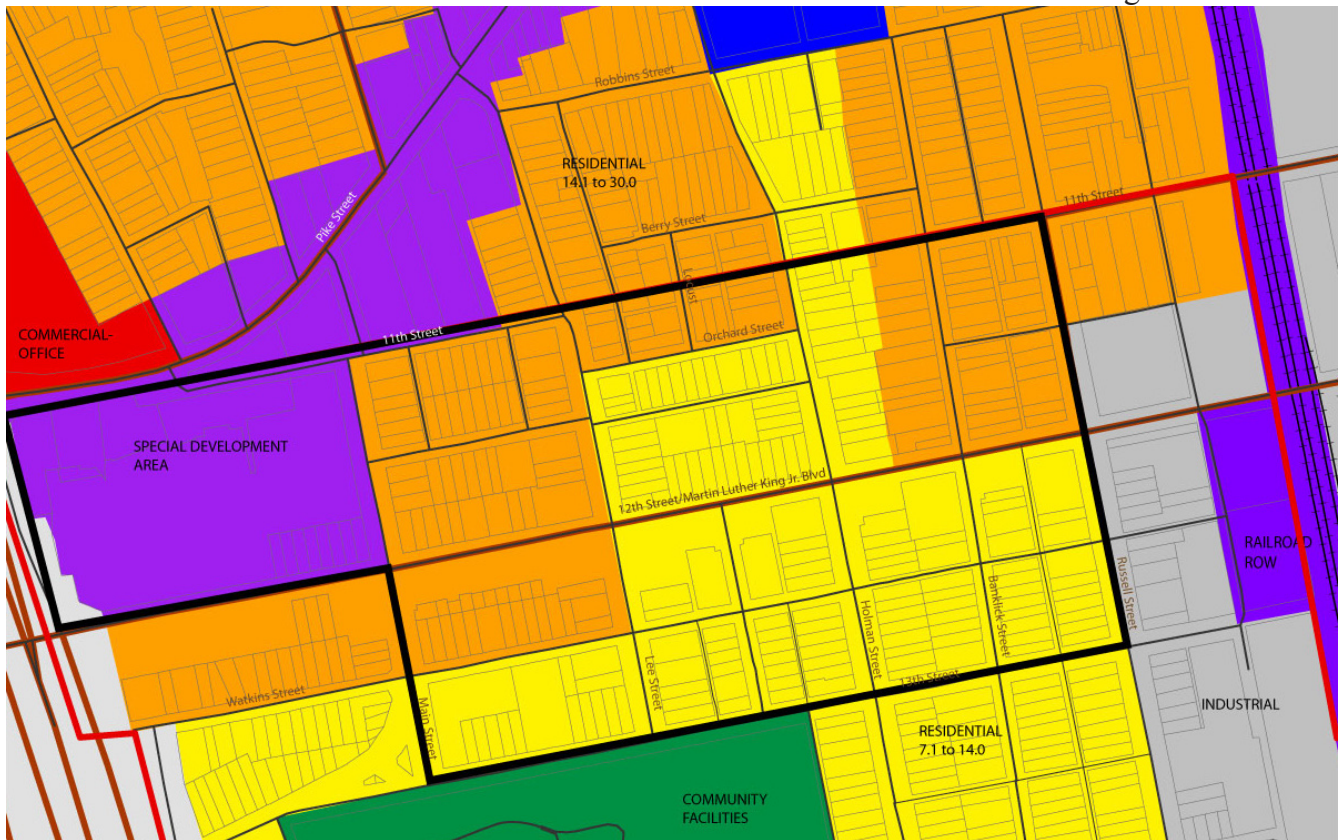 Robbins Street
RESIDENTIAL
14.1 to 30.0
11th Street
Pike Street
Berry Street
Locust
COMMERCIAL-
OFFICE
11th Street
Orchard Street
SPECIAL DEVELOPMENT
AREA
12th Street/Martin Luther King Jr. Blvd
RAILROAD
ROW
Russell Street
Banklick Street
Holman Street
Lee Street
13th Street
Watkins Street
Main Street
INDUSTRIAL
RESIDENTIAL
7.1 to 14.0
COMMUNITY
FACILITIES